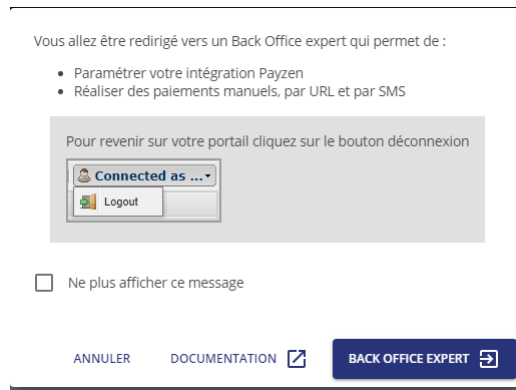 Vous allez être redirigé vers un Back Office expert qui permet de :
Paramétrer votre intégration Payzen
Réaliser des paiements manuels, par URL et par SMS
Pour revenir sur votre portail cliquez sur le bouton déconnexion
Connected as ...
Logout
Ne plus afficher ce message
ANNULER DOCUMENTATION BACK OFFICE EXPERT